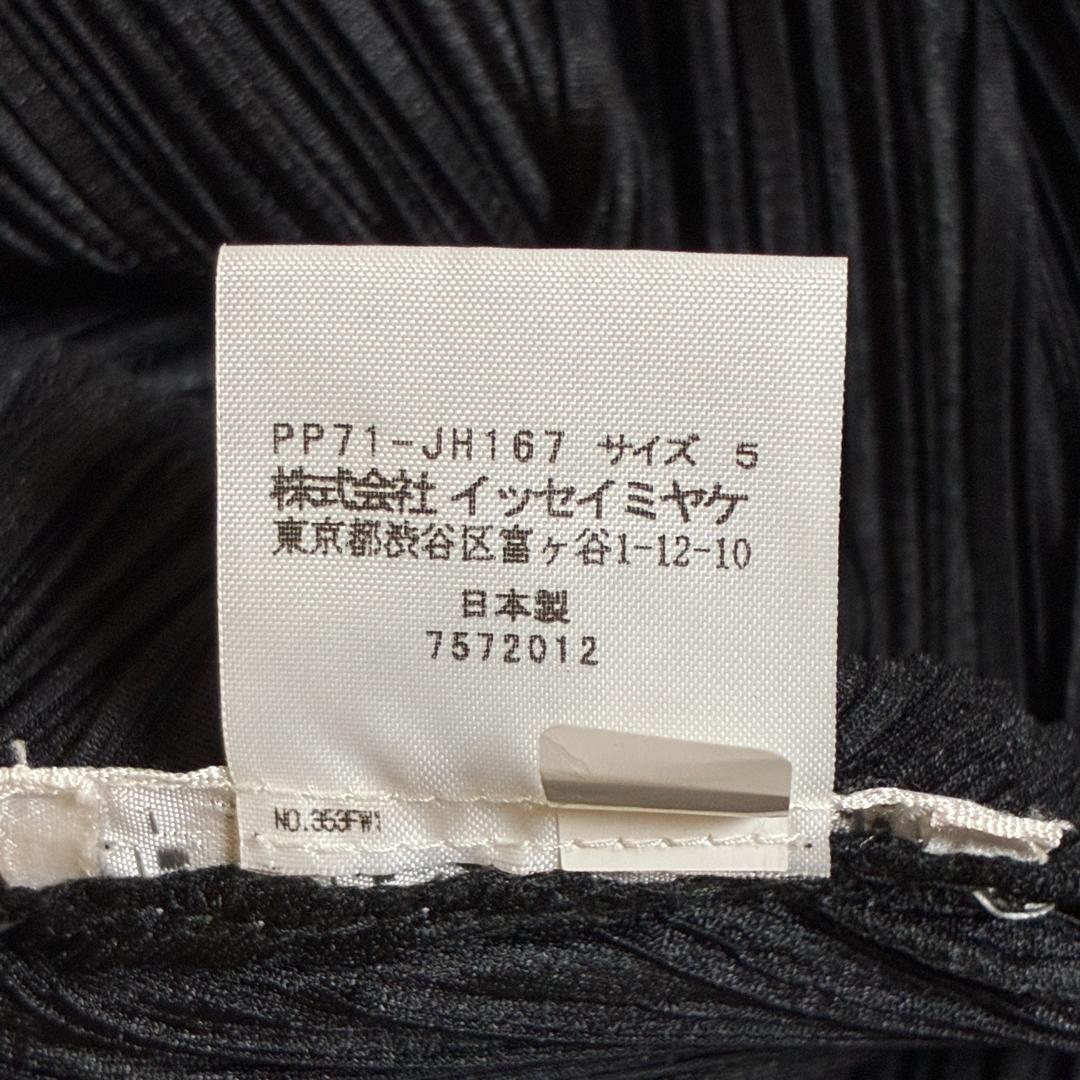 PP71-JH167 サイズ 5
株式会社 イッセイミヤケ
東京都渋谷区富ヶ谷1-12-10
日本製
7572012
NO.353FW1